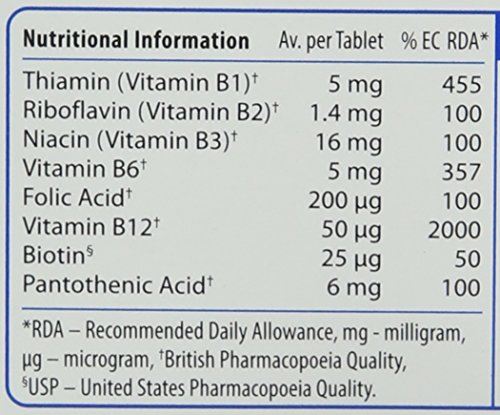 Nutritional Information Av. per Tablet % EC RDA*
Thiamin (Vitamin B1)† 5 mg 455
Riboflavin (Vitamin B2)† 1.4 mg 100
Niacin (Vitamin B3)† 16 mg 100
Vitamin B6† 5 mg 357
Folic Acid† 200 µg 100
Vitamin B12† 50 µg 2000
Biotin§ 25 µg 50
Pantothenic Acid† 6 mg 100
*RDA – Recommended Daily Allowance, mg - milligram,
µg – microgram, †British Pharmacopoeia Quality,
§USP – United States Pharmacopoeia Quality.